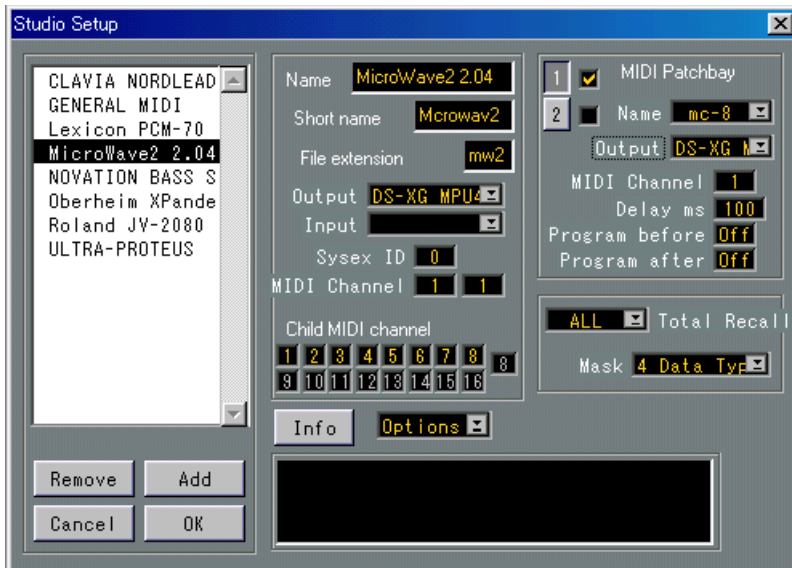 Studio Setup
CLAVIA NORDLEAD
GENERAL MIDI
Lexicon PCM-70
MicroWave2 2.04
NOVATION BASS S
Oberheim XPande
Roland JV-2080
ULTRA-PROTEUS
Remove Add
Cancel OK
Name MicroWave2 2.04
Short name Mcrowav2
File extension mw2
Output DS-XG MPU4
Input
Sysex ID 0
MIDI Channel 1 1
Child MIDI channel
1 2 3 4 5 6 7 8 8
9 10 11 12 13 14 15 16
Info Options
1 MIDI Patchbay
2 Name mc-8
Output DS-XG M
MIDI Channel 1
Delay ms 100
Program before Off
Program after Off
ALL Total Recall
Mask 4 Data Typ